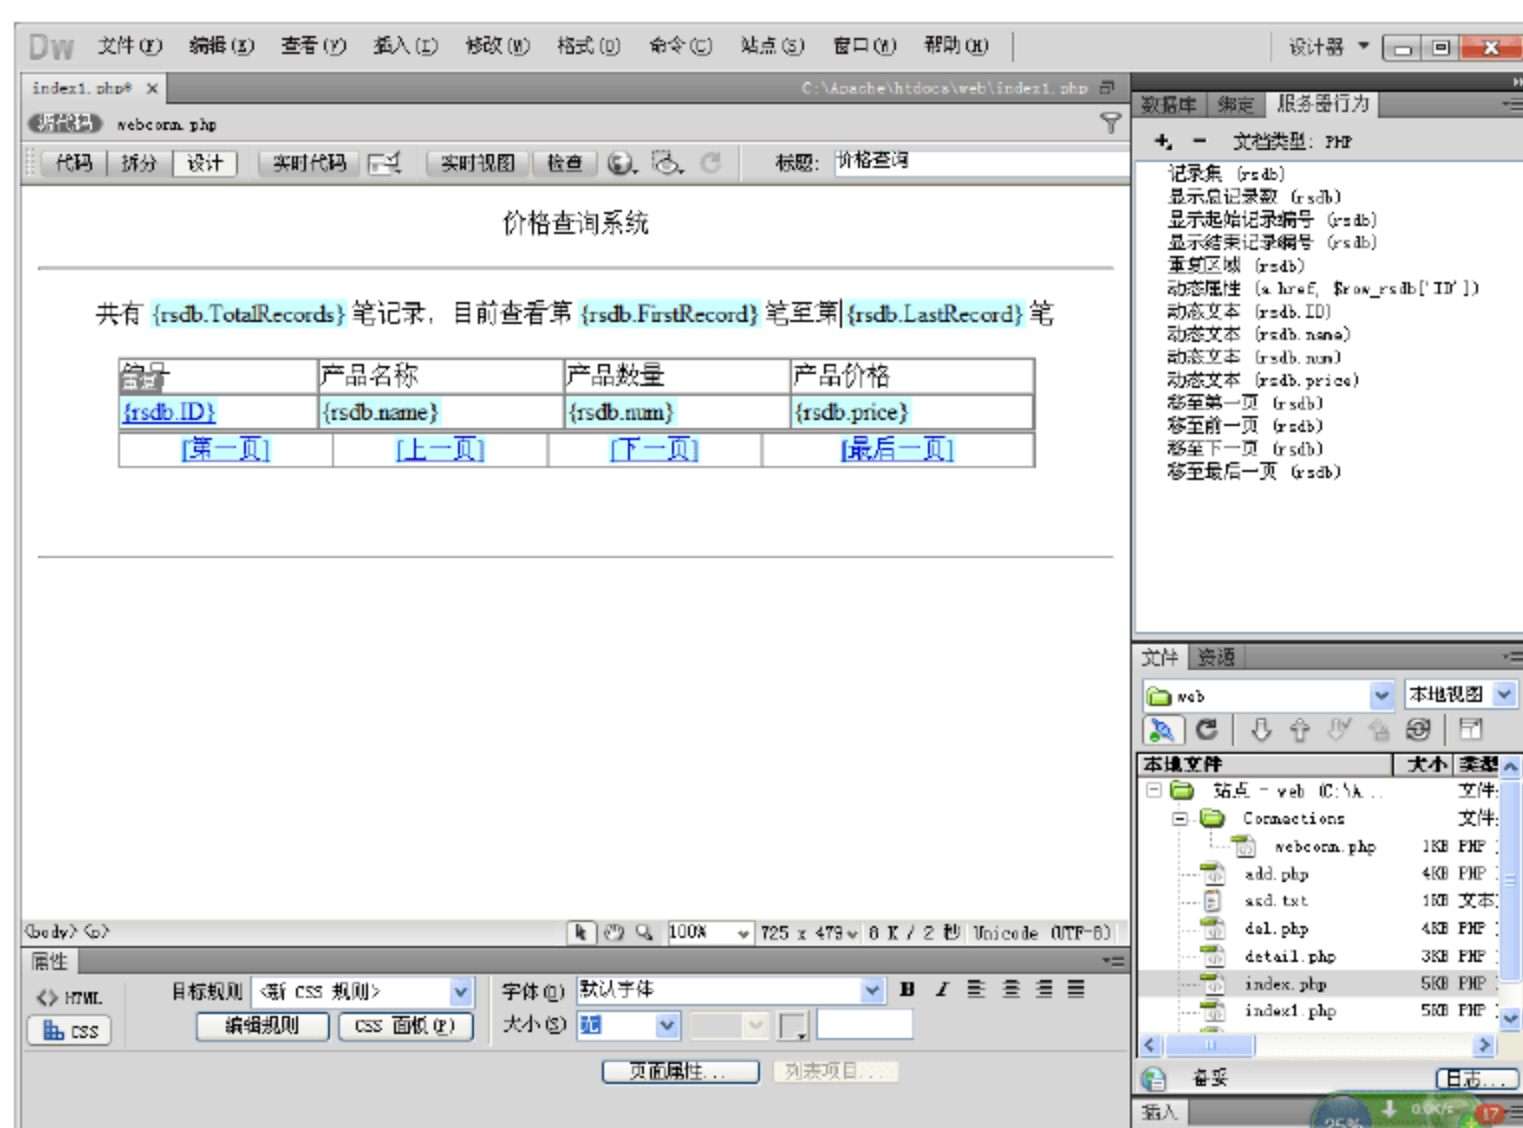 Dw 文件(F) 编辑(E) 查看(V) 插入(I) 修改(M) 格式(O) 命令(C) 站点(S) 窗口(W) 帮助(H) 设计器
index1.php* × C:\Apache\htdocs\web\index1.php
源代码 webconn.php
代码 拆分 设计 实时代码 实时视图 检查 标题: 价格查询
价格查询系统
共有 {rsdb.TotalRecords} 笔记录，目前查看第 {rsdb.FirstRecord} 笔至第 {rsdb.LastRecord} 笔
重复
编号 产品名称 产品数量 产品价格
{rsdb.ID} {rsdb.name} {rsdb.num} {rsdb.price}
[第一页] [上一页] [下一页] [最后一页]
<body> <p> 100% 725 x 479 8 K / 2 秒 Unicode (UTF-8)
属性
<> HTML 目标规则 <新 CSS 规则> 字体(O) 默认字体 B I
CSS 编辑规则 CSS 面板(P) 大小(S) 无
页面属性... 列表项目...
数据库 绑定 服务器行为
+ - 文档类型: PHP
记录集 (rsdb)
显示总记录数 (rsdb)
显示起始记录编号 (rsdb)
显示结束记录编号 (rsdb)
重复区域 (rsdb)
动态属性 (a.href, $row_rsdb['ID'])
动态文本 (rsdb.ID)
动态文本 (rsdb.name)
动态文本 (rsdb.num)
动态文本 (rsdb.price)
移至第一页 (rsdb)
移至前一页 (rsdb)
移至下一页 (rsdb)
移至最后一页 (rsdb)
文件 资源
web 本地视图
本地文件 大小 类型
站点 - web (C:\A... 文件
Connections 文件
webconn.php 1KB PHP
add.php 4KB PHP
asd.txt 1KB 文本
del.php 4KB PHP
detail.php 3KB PHP
index.php 5KB PHP
index1.php 5KB PHP
备妥 日志...
插入 25% 0.0K/s 17